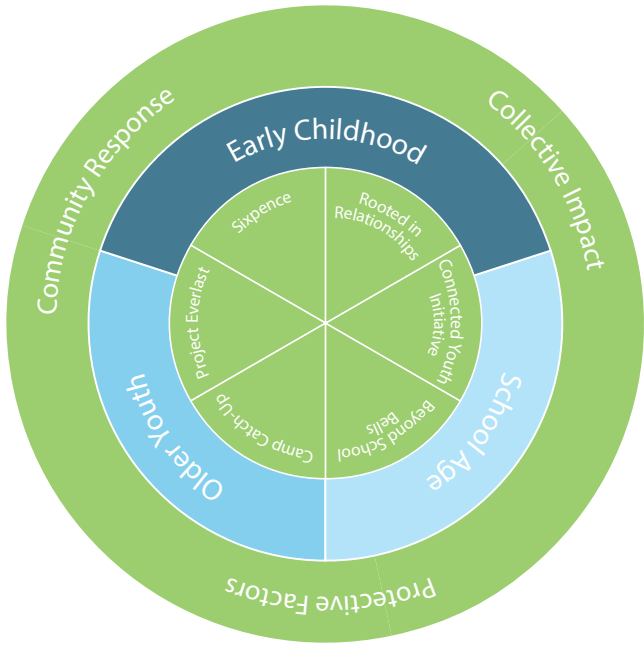 Community Response
Collective Impact
Protective Factors
Early Childhood
School Age
Older Youth
Sixpence
Rooted in
Relationships
Connected Youth
Initiative
Beyond School
Bells
Camp Catch-Up
Project Everlast